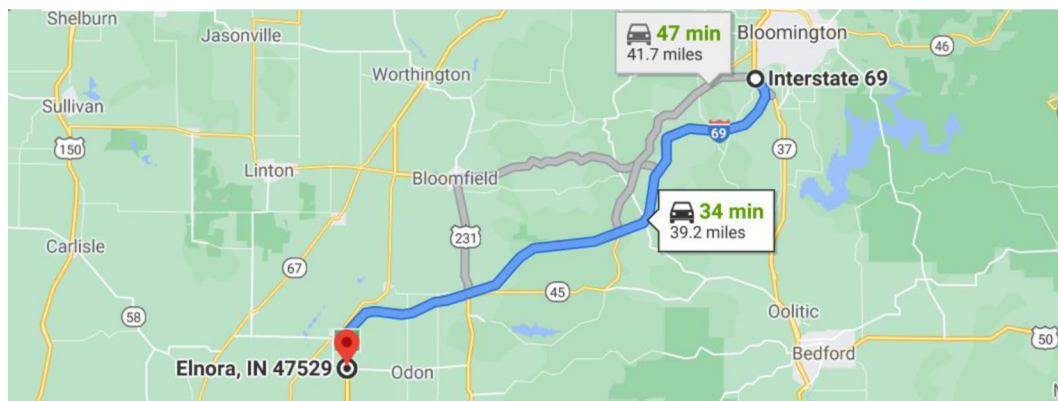 Shelburn
Jasonville
47 min
41.7 miles
Bloomington
46
Worthington
Interstate 69
Sullivan
69
150
37
Linton
Bloomfield
34 min
39.2 miles
231
Carlisle
67
45
58
Oolitic
Elnora, IN 47529
Odon
Bedford
50